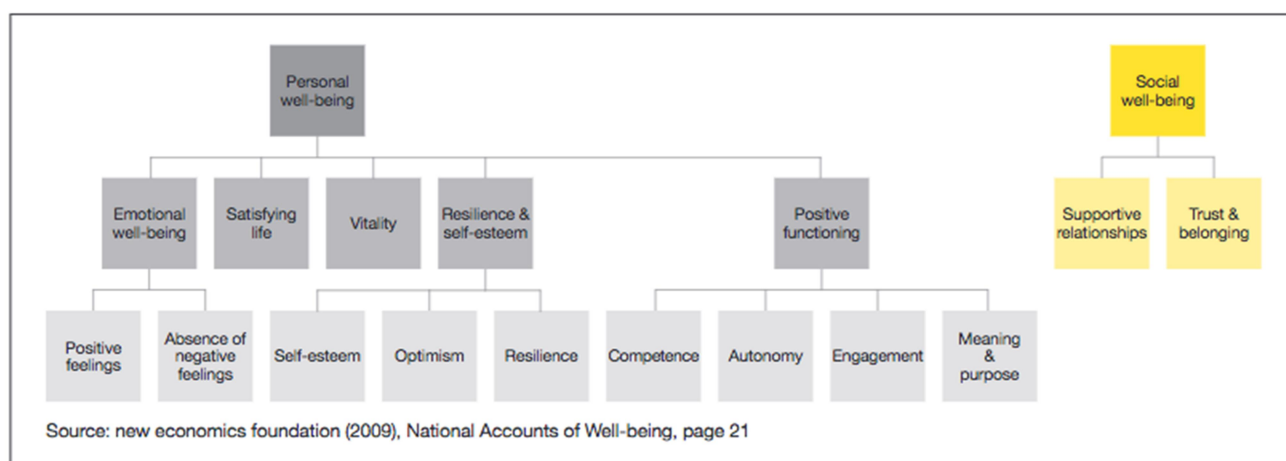 Personal
well-being
Social
well-being
Emotional
well-being
Satisfying
life
Vitality
Resilience &
self-esteem
Positive
functioning
Supportive
relationships
Trust &
belonging
Positive
feelings
Absence of
negative
feelings
Self-esteem
Optimism
Resilience
Competence
Autonomy
Engagement
Meaning
&
purpose
Source: new economics foundation (2009), National Accounts of Well-being, page 21